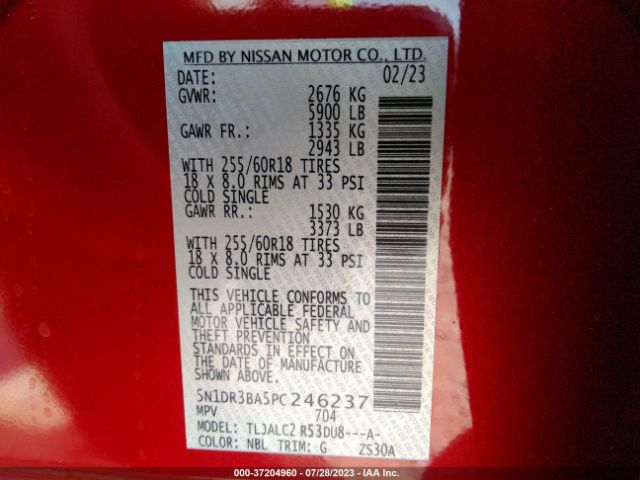 MFD BY NISSAN MOTOR CO., LTD.
DATE: 02/23
GVWR: 2676 KG
5900 LB
GAWR FR.: 1335 KG
2943 LB
WITH 255/60R18 TIRES
18 X 8.0 RIMS AT 33 PSI
COLD SINGLE
GAWR RR.: 1530 KG
3373 LB
WITH 255/60R18 TIRES
18 X 8.0 RIMS AT 33 PSI
COLD SINGLE
THIS VEHICLE CONFORMS TO
ALL APPLICABLE FEDERAL
MOTOR VEHICLE SAFETY AND
THEFT PREVENTION
STANDARDS IN EFFECT ON
THE DATE OF MANUFACTURE
SHOWN ABOVE.
5N1DR3BA5PC246237
MPV 704
MODEL: TLJALC2 R53DU8---A-
COLOR: NBL TRIM: G ZS30A
000-37204960 07/28/2023 - IAA Inc.